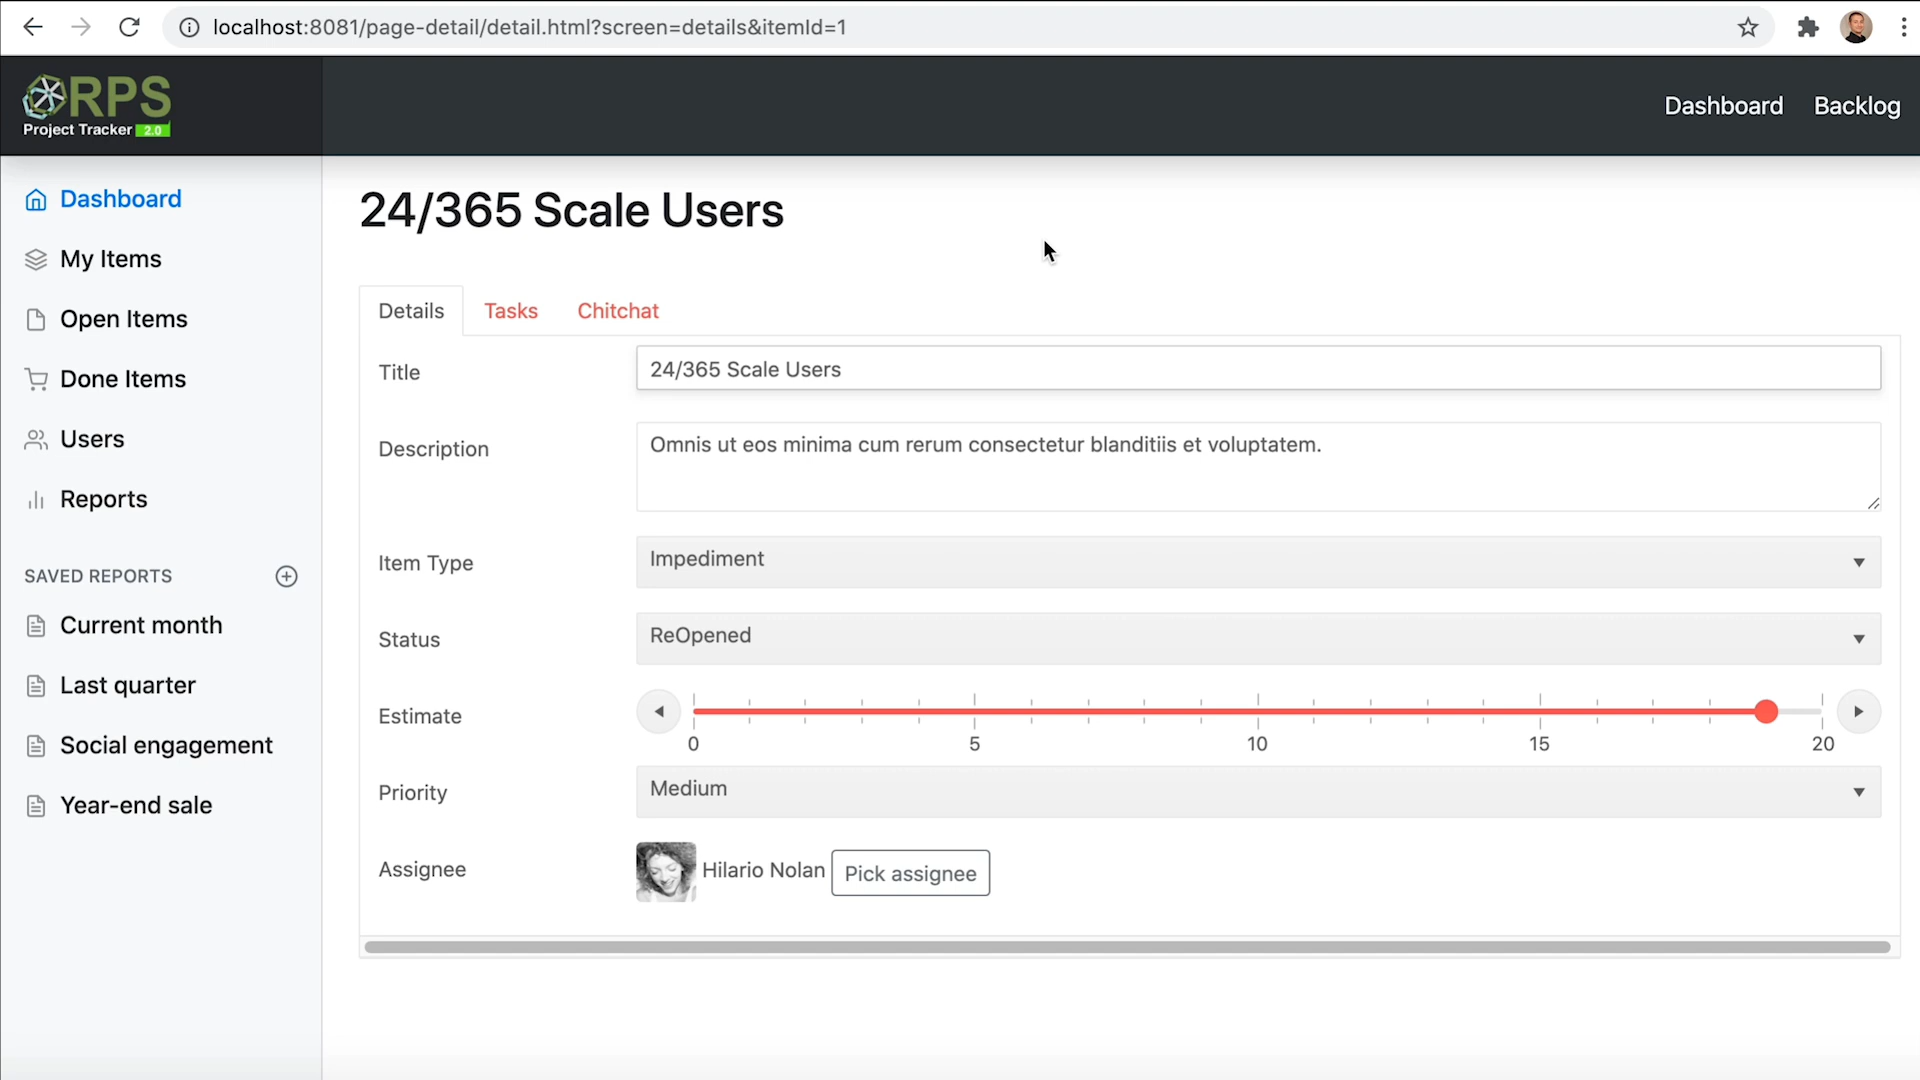 localhost:8081/page-detail/detail.html?screen=details&itemId=1
RPS
Project Tracker 2.0
Dashboard
Backlog
Dashboard
My Items
Open Items
Done Items
Users
Reports
SAVED REPORTS
Current month
Last quarter
Social engagement
Year-end sale
24/365 Scale Users
Details
Tasks
Chitchat
Title
24/365 Scale Users
Description
Omnis ut eos minima cum rerum consectetur blanditiis et voluptatem.
Item Type
Impediment
Status
ReOpened
Estimate
0 5 10 15 20
Priority
Medium
Assignee
Hilario Nolan
Pick assignee